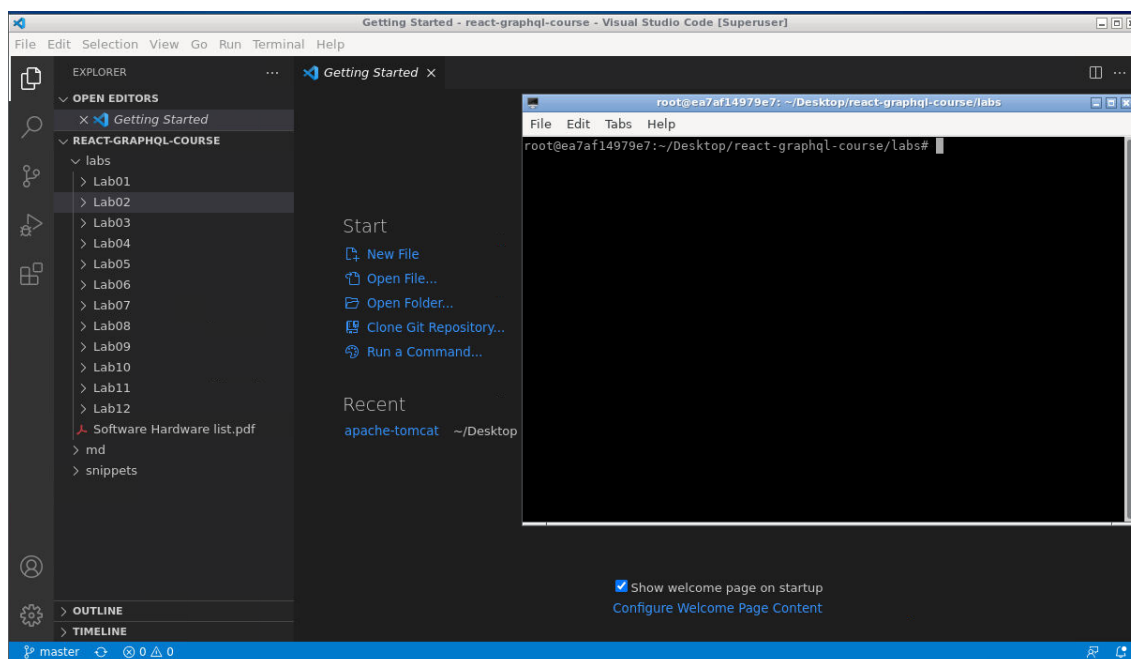 Getting Started - react-graphql-course - Visual Studio Code [Superuser]
File Edit Selection View Go Run Terminal Help
EXPLORER
Getting Started
OPEN EDITORS
Getting Started
REACT-GRAPHQL-COURSE
labs
Lab01
Lab02
Lab03
Lab04
Lab05
Lab06
Lab07
Lab08
Lab09
Lab10
Lab11
Lab12
Software Hardware list.pdf
md
snippets
OUTLINE
TIMELINE
Start
New File
Open File...
Open Folder...
Clone Git Repository...
Run a Command...
Recent
apache-tomcat ~/Desktop
root@ea7af14979e7: ~/Desktop/react-graphql-course/labs
File Edit Tabs Help
root@ea7af14979e7:~/Desktop/react-graphql-course/labs#
Show welcome page on startup
Configure Welcome Page Content
master 0 0